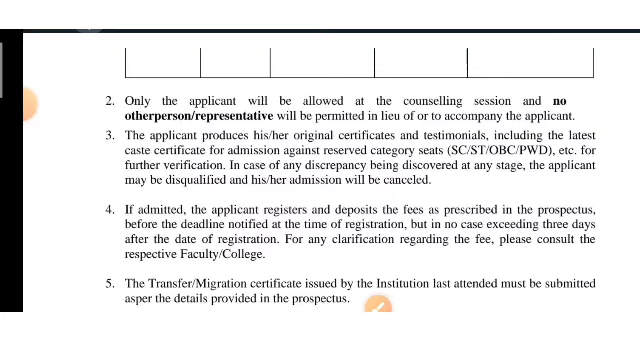 2. Only the applicant will be allowed at the counselling session and no
otherperson/representative will be permitted in lieu of or to accompany the applicant.
3. The applicant produces his/her original certificates and testimonials, including the latest
caste certificate for admission against reserved category seats (SC/ST/OBC/PWD), etc. for
further verification. In case of any discrepancy being discovered at any stage, the applicant
may be disqualified and his/her admission will be canceled.
4. If admitted, the applicant registers and deposits the fees as prescribed in the prospectus,
before the deadline notified at the time of registration, but in no case exceeding three days
after the date of registration. For any clarification regarding the fee, please consult the
respective Faculty/College.
5. The Transfer/Migration certificate issued by the Institution last attended must be submitted
asper the details provided in the prospectus.